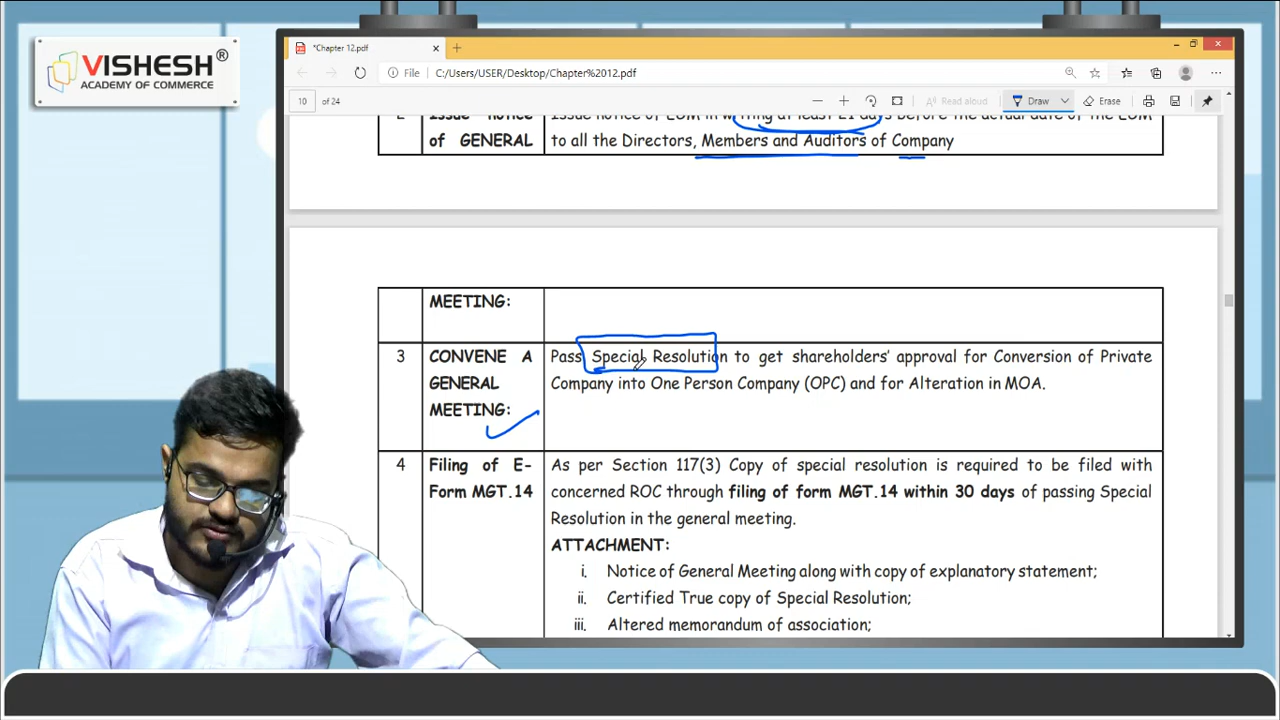 VISHESH®
ACADEMY OF COMMERCE
*Chapter 12.pdf
File C:/Users/USER/Desktop/Chapter%2012.pdf
10 of 24
Read aloud
Draw
Erase
of GENERAL
to all the Directors, Members and Auditors of Company
MEETING:
3
CONVENE A
GENERAL
MEETING:
Pass Special Resolution to get shareholders' approval for Conversion of Private
Company into One Person Company (OPC) and for Alteration in MOA.
4
Filing of E-
Form MGT.14
As per Section 117(3) Copy of special resolution is required to be filed with
concerned ROC through filing of form MGT.14 within 30 days of passing Special
Resolution in the general meeting.
ATTACHMENT:
i. Notice of General Meeting along with copy of explanatory statement;
ii. Certified True copy of Special Resolution;
iii. Altered memorandum of association;